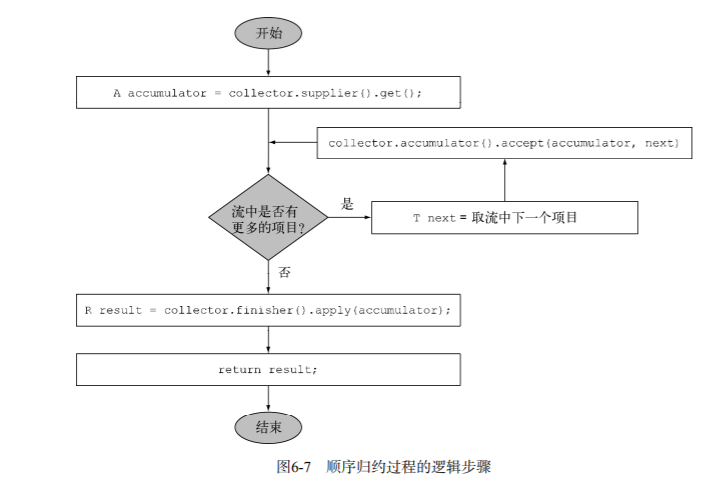 开始
A accumulator = collector.supplier().get();
collector.accumulator().accept(accumulator, next)
流中是否有
更多的项目?
是
T next = 取流中下一个项目
否
R result = collector.finisher().apply(accumulator);
return result;
结束
图6-7 顺序归约过程的逻辑步骤